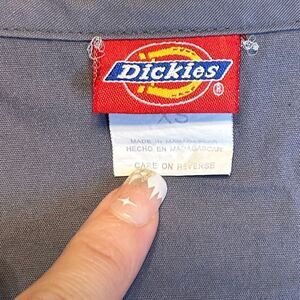 Dickies
®
XS
MADE IN MADAGASCAR
HECHO EN MADAGASCAR
CARE ON REVERSE